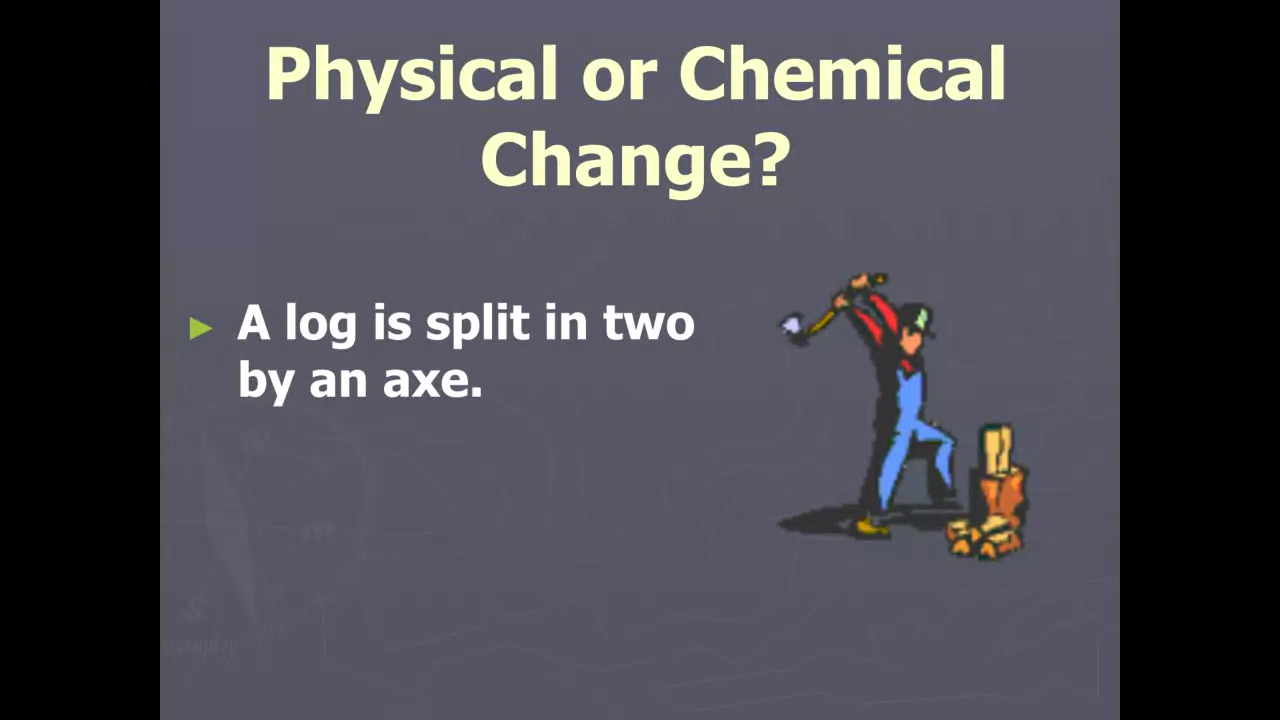 Physical or Chemical
Change?
► A log is split in two
by an axe.